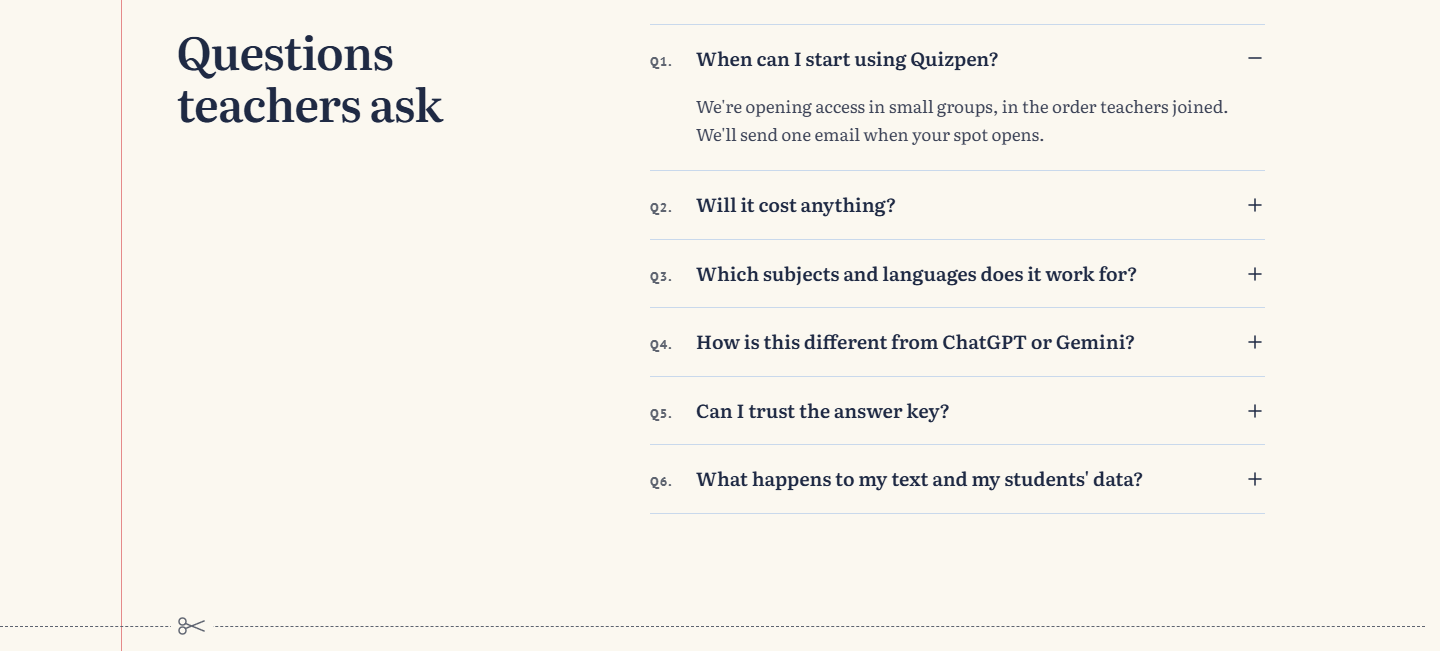 Questions
teachers ask
Q1. When can I start using Quizpen?
We're opening access in small groups, in the order teachers joined.
We'll send one email when your spot opens.
Q2. Will it cost anything?
Q3. Which subjects and languages does it work for?
Q4. How is this different from ChatGPT or Gemini?
Q5. Can I trust the answer key?
Q6. What happens to my text and my students' data?